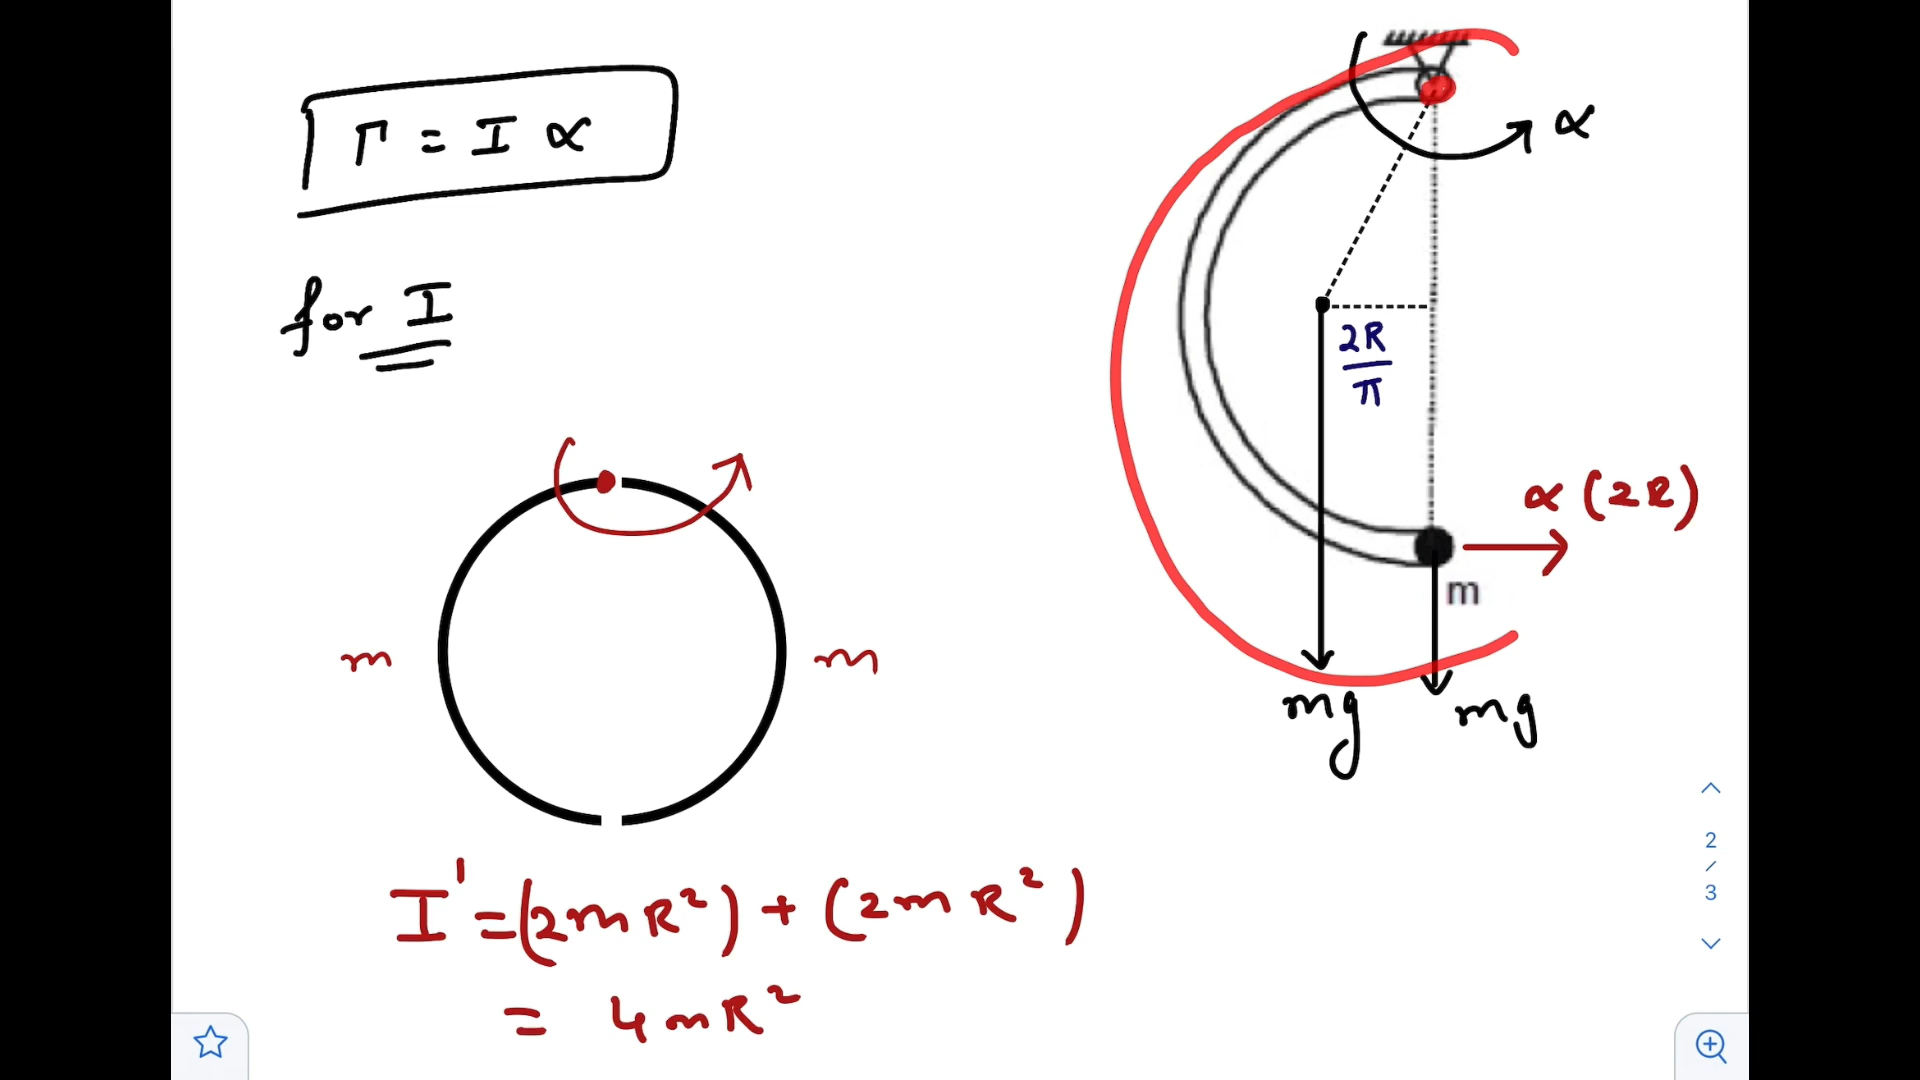 Γ = I α
for I
m m
I' = (2mR²) + (2mR²)
= 4mR²
α
2R
π
α (2R)
m
mg mg
2
/
3